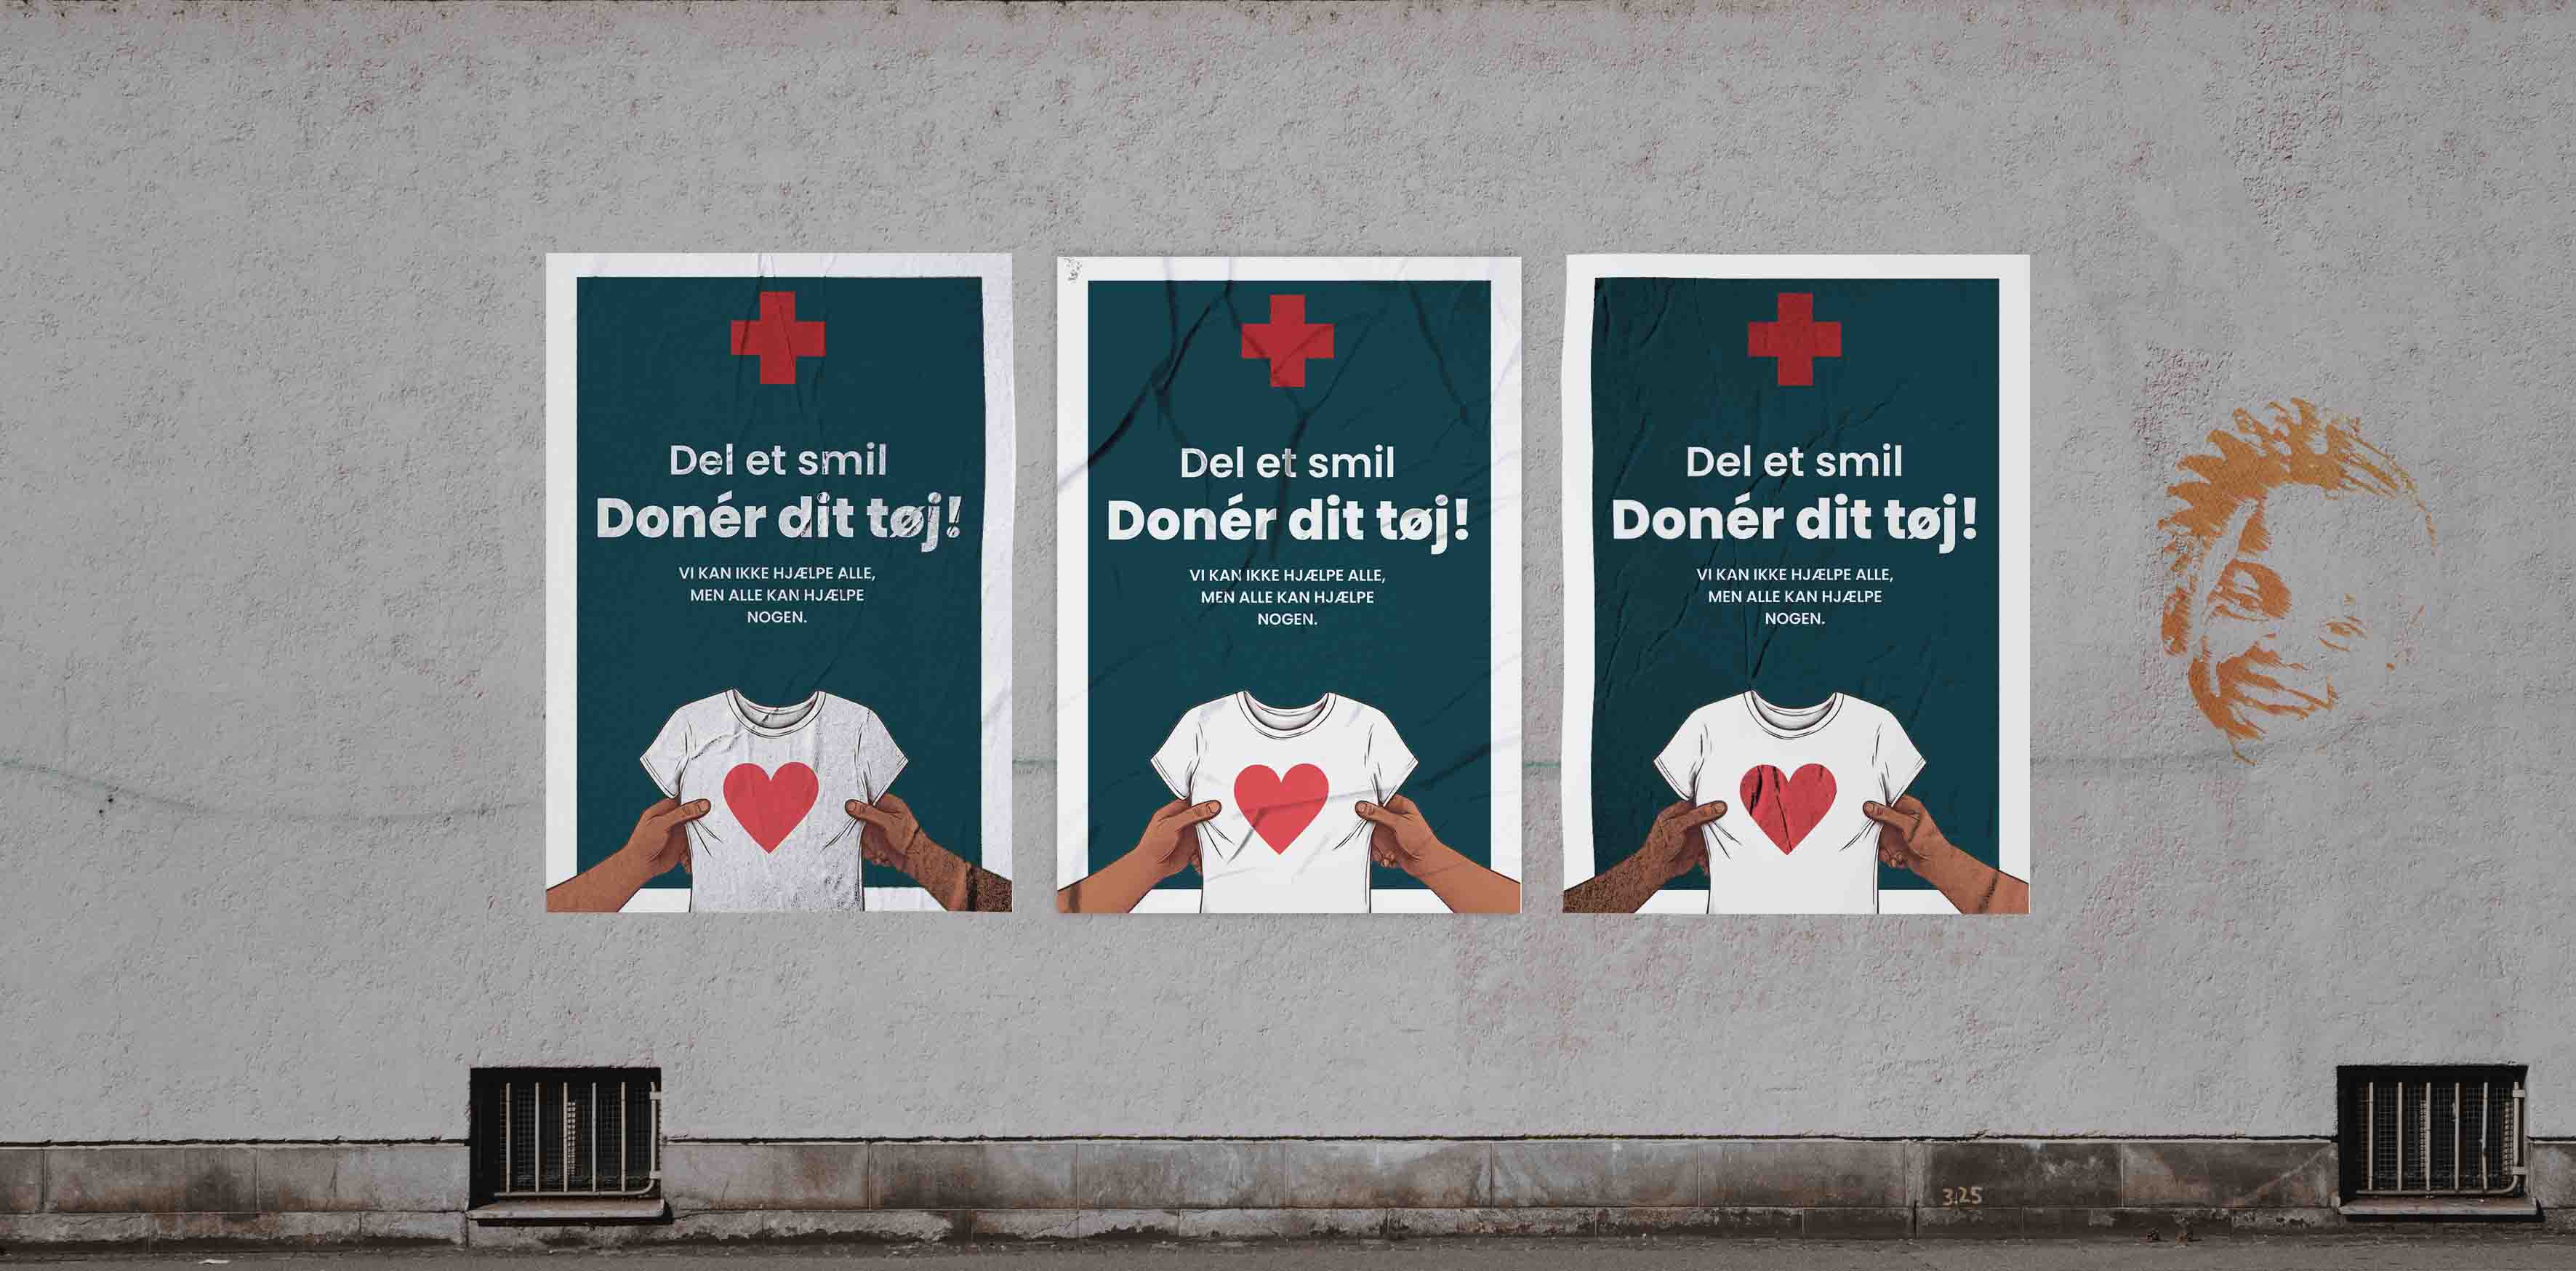 Del et smil
Donér dit tøj!
VI KAN IKKE HJÆLPE ALLE,
MEN ALLE KAN HJÆLPE
NOGEN.
Del et smil
Donér dit tøj!
VI KAN IKKE HJÆLPE ALLE,
MEN ALLE KAN HJÆLPE
NOGEN.
Del et smil
Donér dit tøj!
VI KAN IKKE HJÆLPE ALLE,
MEN ALLE KAN HJÆLPE
NOGEN.
325